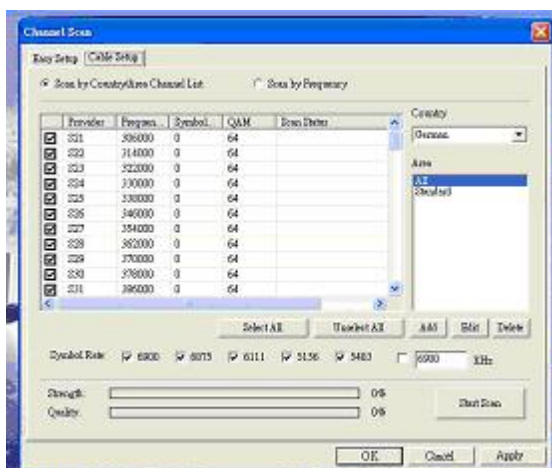 Channel Scan
Easy Setup Cable Setup
Scan by Country/Area Channel List Scan by Frequency
Provider Frequen... Symbol... QAM Scan Status
S21 306000 0 64
S22 314000 0 64
S23 322000 0 64
S24 330000 0 64
S25 338000 0 64
S26 346000 0 64
S27 354000 0 64
S28 362000 0 64
S29 370000 0 64
S30 378000 0 64
S31 0 64
Country
German
Area
All
Standard
Select All Unselect All Add Edit Delete
Symbol Rate 6900 6875 6111 5156 5483 6900 KHz
Strength: 0%
Quality: 0%
Start Scan
OK Cancel Apply